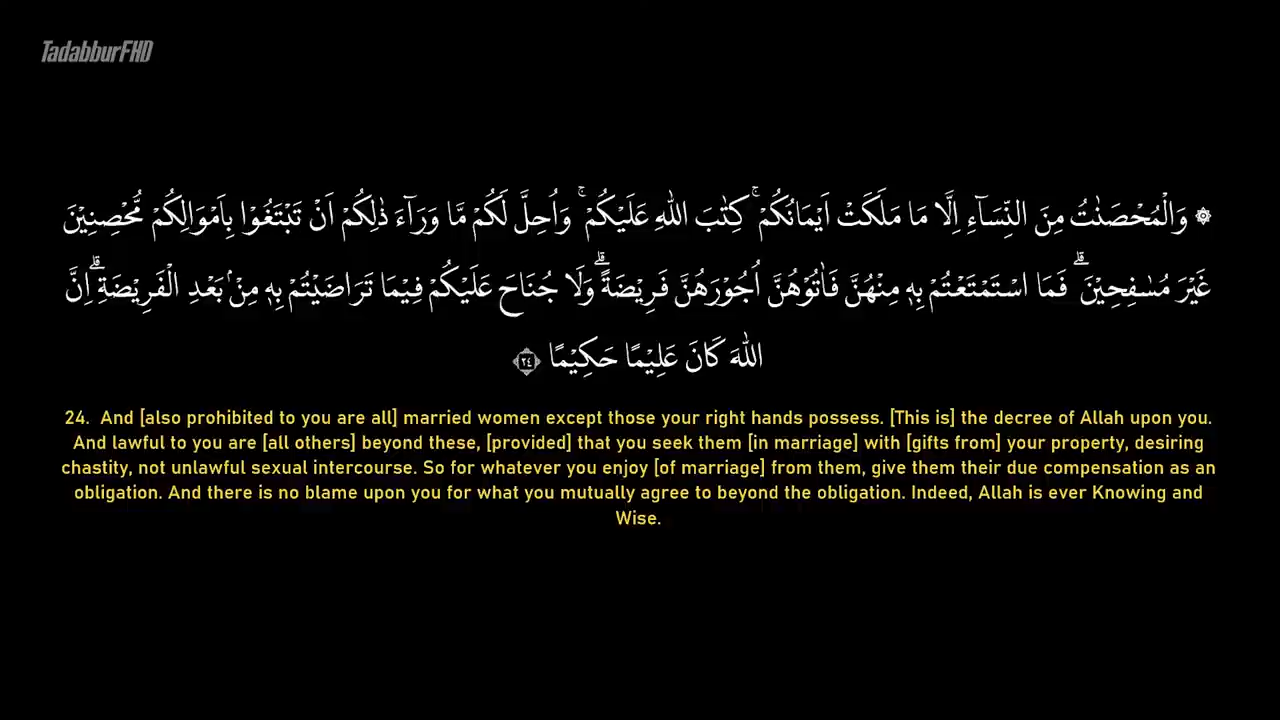 TadabburFHD
۞ وَالْمُحْصَنٰتُ مِنَ النِّسَاۤءِ اِلَّا مَا مَلَكَتْ اَيْمَانُكُمْ ۚ كِتٰبَ اللّٰهِ عَلَيْكُمْ ۚ وَاُحِلَّ لَكُمْ مَّا وَرَاۤءَ ذٰلِكُمْ اَنْ تَبْتَغُوْا بِاَمْوَالِكُمْ مُّحْصِنِيْنَ
غَيْرَ مُسٰفِحِيْنَ ۗ فَمَا اسْتَمْتَعْتُمْ بِهٖ مِنْهُنَّ فَاٰتُوْهُنَّ اُجُوْرَهُنَّ فَرِيْضَةً ۗ وَلَا جُنَاحَ عَلَيْكُمْ فِيْمَا تَرَاضَيْتُمْ بِهٖ مِنْۢ بَعْدِ الْفَرِيْضَةِ ۗ اِنَّ
اللّٰهَ كَانَ عَلِيْمًا حَكِيْمًا ٢٤
24. And [also prohibited to you are all] married women except those your right hands possess. [This is] the decree of Allah upon you.
And lawful to you are [all others] beyond these, [provided] that you seek them [in marriage] with [gifts from] your property, desiring
chastity, not unlawful sexual intercourse. So for whatever you enjoy [of marriage] from them, give them their due compensation as an
obligation. And there is no blame upon you for what you mutually agree to beyond the obligation. Indeed, Allah is ever Knowing and
Wise.